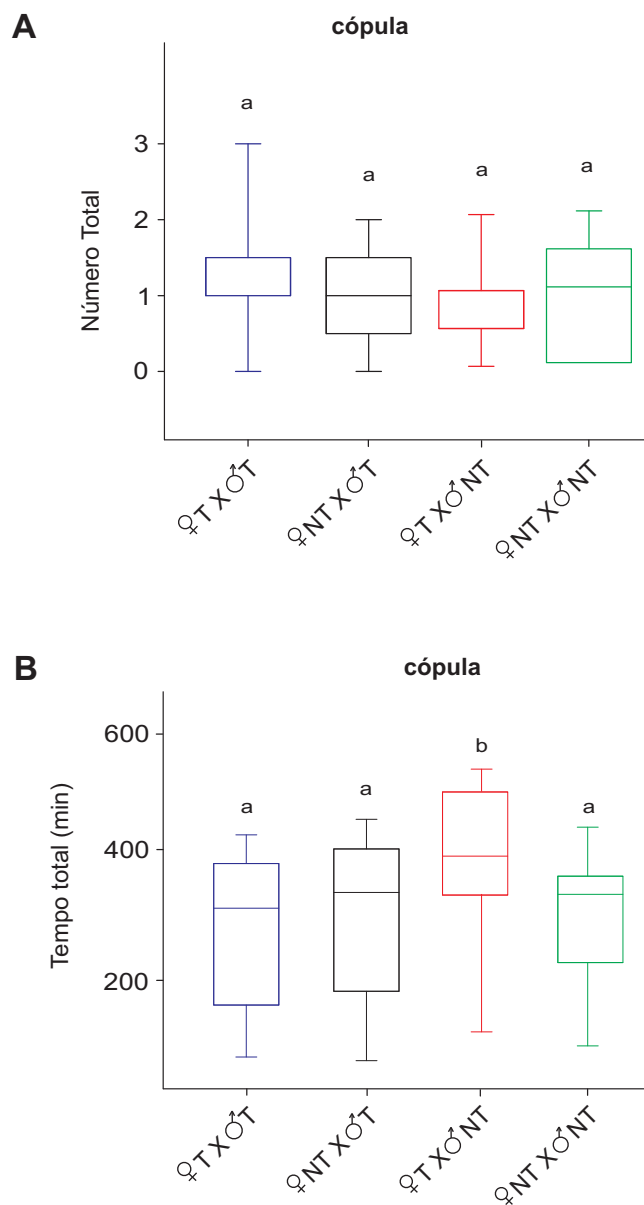 A
cópula
Número Total
3
2
1
0
a
a
a
a
♀T X ♂T
♀NT X ♂T
♀T X ♂NT
♀NT X ♂NT
B
cópula
Tempo total (min)
600
400
200
a
a
b
a
♀T X ♂T
♀NT X ♂T
♀T X ♂NT
♀NT X ♂NT